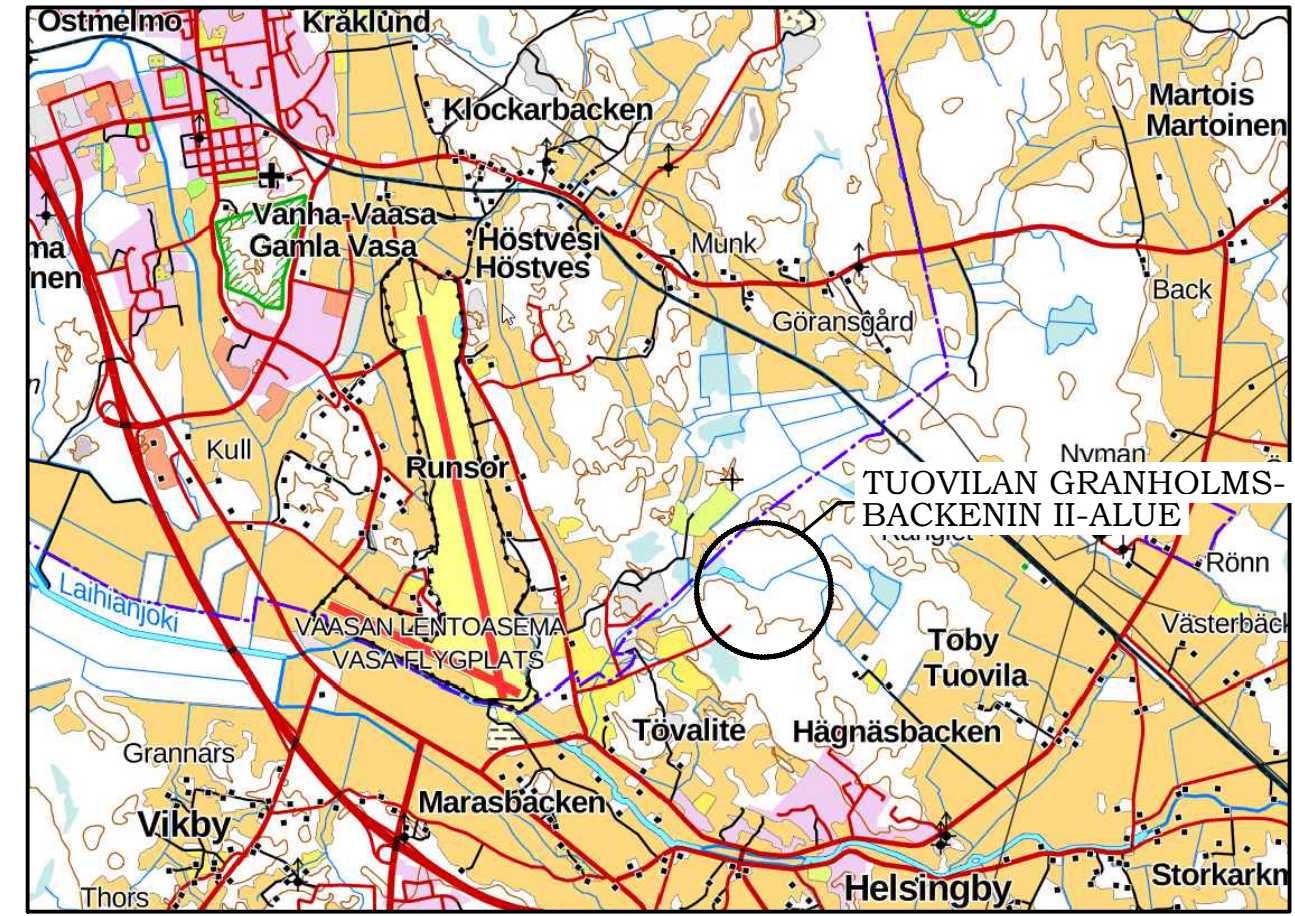 Östmelmo
Kråklund
Klockarbacken
Martois
Martoinen
Vanha-Vaasa
Gamla Vasa
Höstvesi
Höstves
Munk
Back
Göransgård
Kull
Runsor
Nyman
TUOVILAN GRANHOLMS-
BACKENIN II-ALUE
Rönn
Laihianjoki
VAASAN LENTOASEMA
VASA FLYGPLATS
Västerbäck
Toby
Tuovila
Tövalite
Hägnäsbacken
Grannars
Marasbacken
Vikby
Thors
Helsingby
Storkarkn